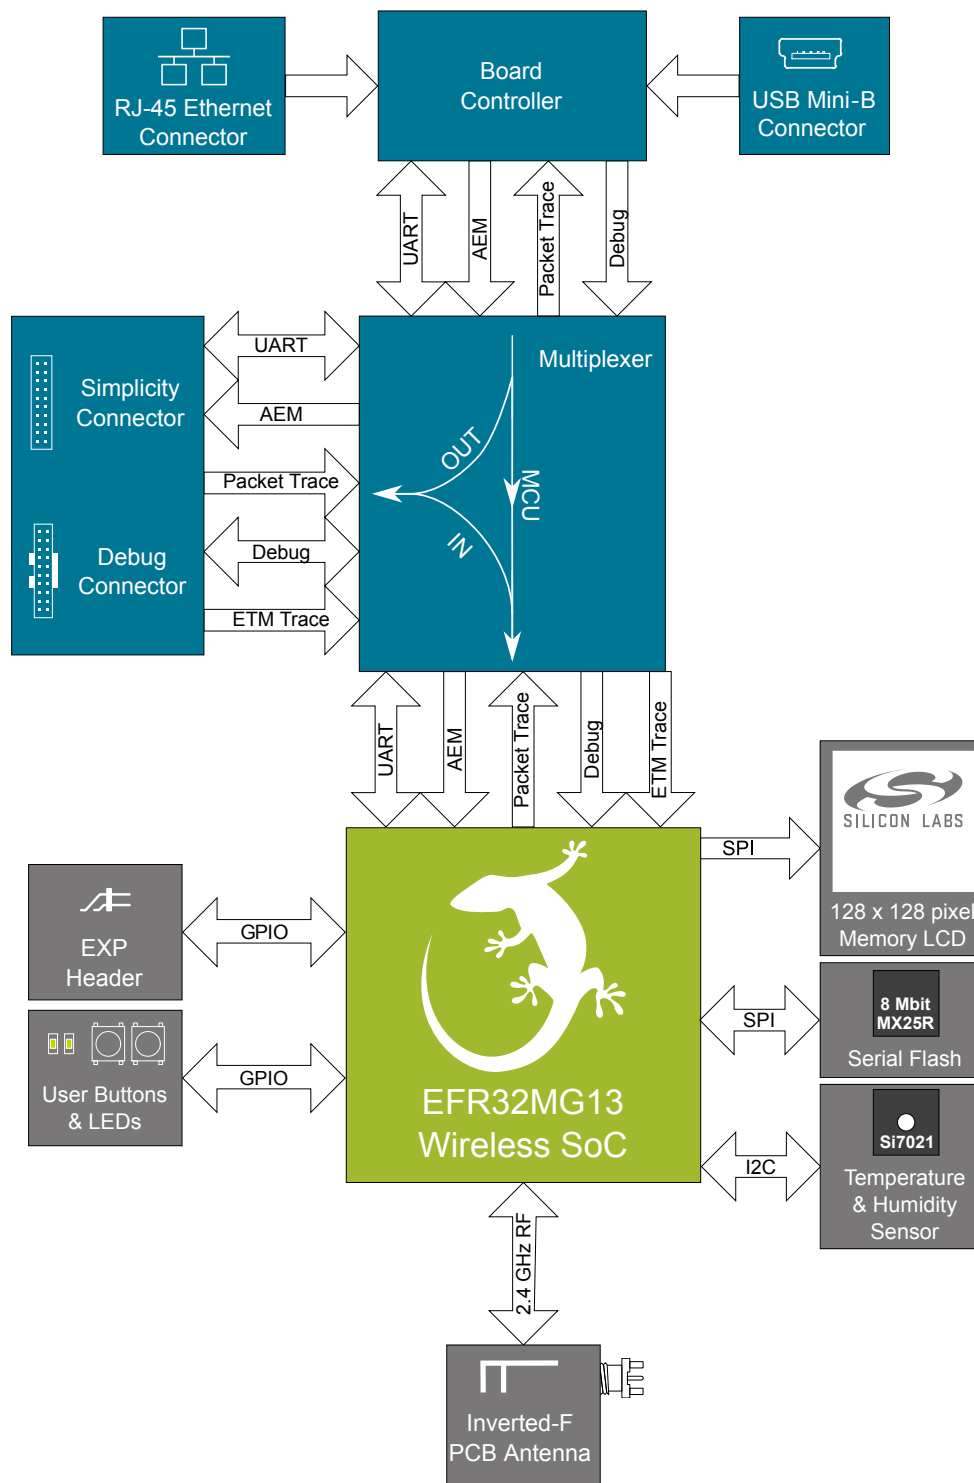 RJ-45 Ethernet
Connector
Board
Controller
USB Mini-B
Connector
UART
AEM
Packet Trace
Debug
Simplicity
Connector
Debug
Connector
UART
AEM
Packet Trace
Debug
ETM Trace
Multiplexer
OUT
MCU
IN
UART
AEM
Packet Trace
Debug
ETM Trace
SILICON LABS
128 x 128 pixel
Memory LCD
SPI
EXP
Header
GPIO
8 Mbit
MX25R
Serial Flash
SPI
User Buttons
& LEDs
GPIO
EFR32MG13
Wireless SoC
Si7021
Temperature
& Humidity
Sensor
I2C
2.4 GHz RF
Inverted-F
PCB Antenna